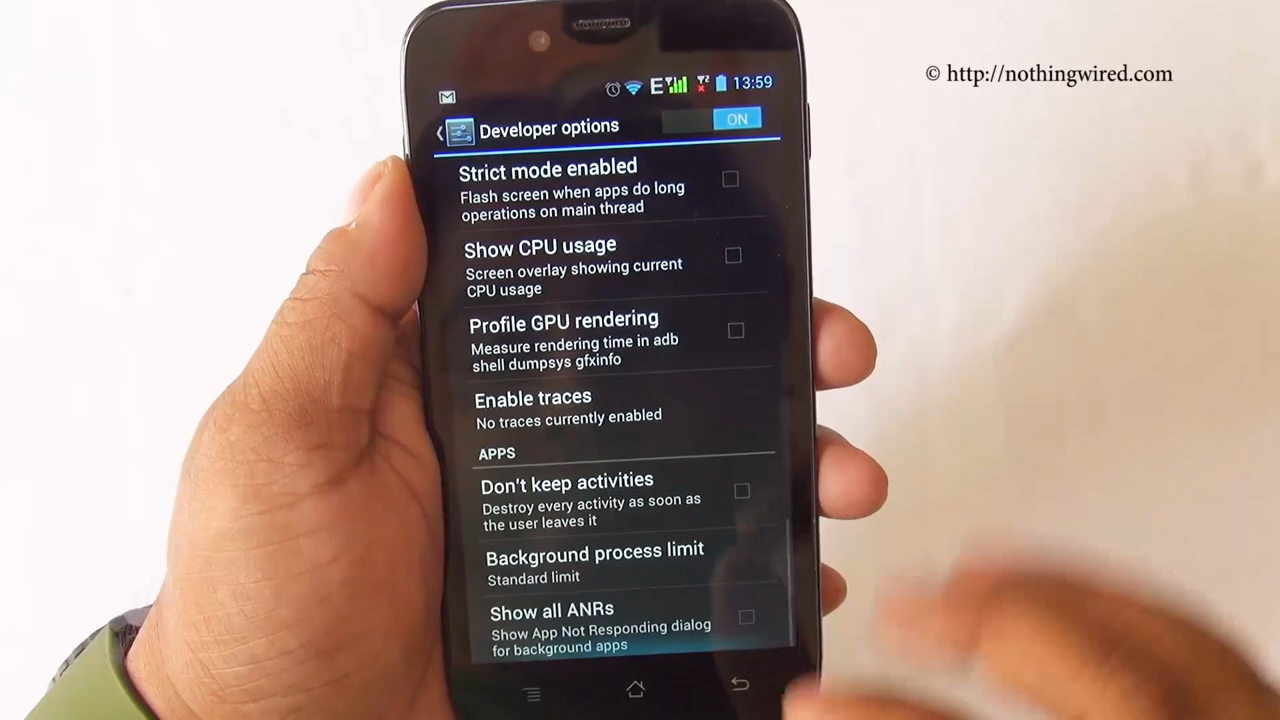 © http://nothingwired.com
E 2 13:59
Developer options
ON
Strict mode enabled
Flash screen when apps do long
operations on main thread
Show CPU usage
Screen overlay showing current
CPU usage
Profile GPU rendering
Measure rendering time in adb
shell dumpsys gfxinfo
Enable traces
No traces currently enabled
APPS
Don't keep activities
Destroy every activity as soon as
the user leaves it
Background process limit
Standard limit
Show all ANRs
Show App Not Responding dialog
for background apps